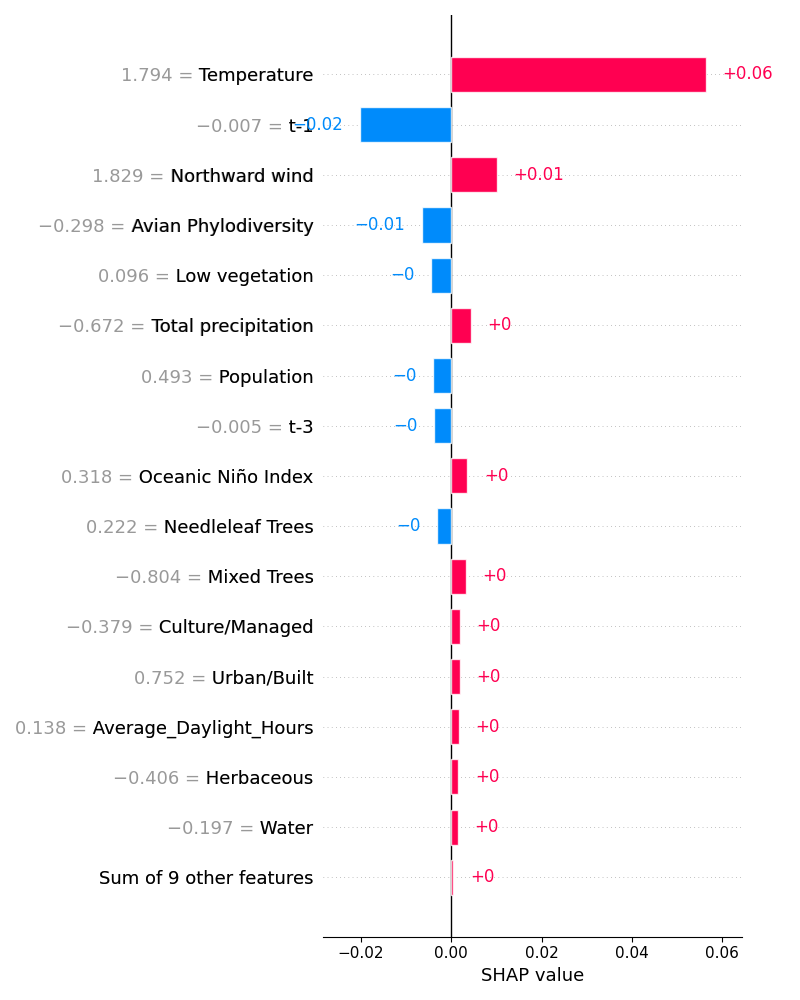 1.794 = Temperature +0.06
−0.007 = t-1 −0.02
1.829 = Northward wind +0.01
−0.298 = Avian Phylodiversity −0.01
0.096 = Low vegetation −0
−0.672 = Total precipitation +0
0.493 = Population −0
−0.005 = t-3 −0
0.318 = Oceanic Niño Index +0
0.222 = Needleleaf Trees −0
−0.804 = Mixed Trees +0
−0.379 = Culture/Managed +0
0.752 = Urban/Built +0
0.138 = Average_Daylight_Hours +0
−0.406 = Herbaceous +0
−0.197 = Water +0
Sum of 9 other features +0
−0.02 0.00 0.02 0.04 0.06
SHAP value